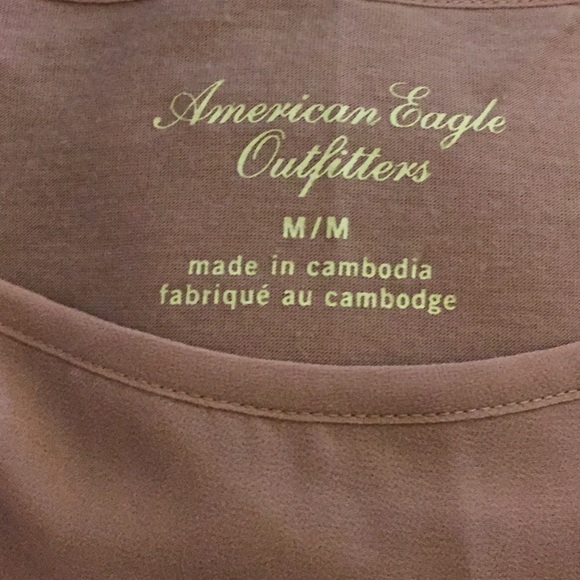 American Eagle
Outfitters
M/M
made in cambodia
fabriqué au cambodge